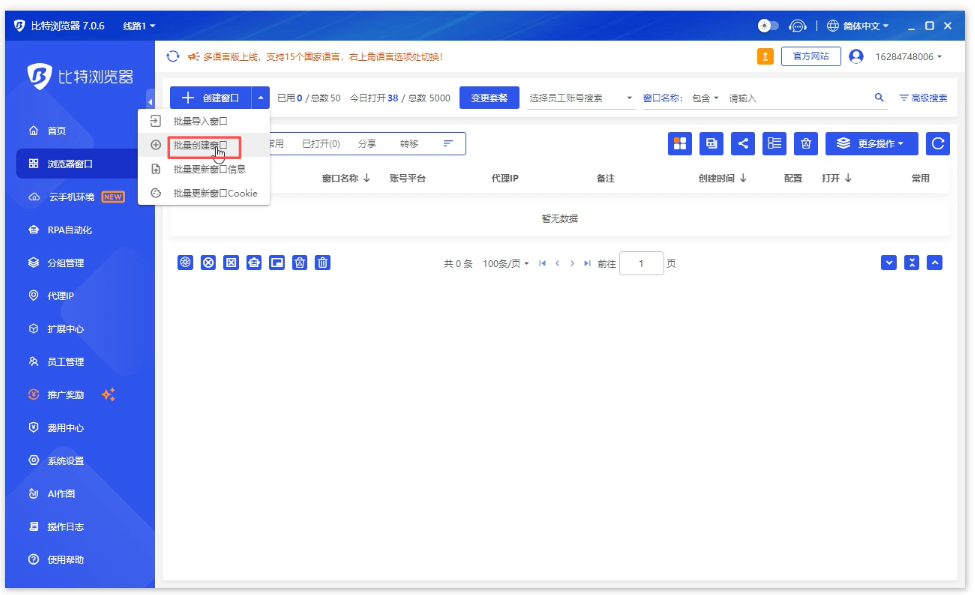 比特浏览器 7.0.6 线路1 简体中文
多语言版上线，支持15个国家语言，右上角语言选项处切换！ 官方网站 16284748006
比特浏览器
创建窗口 已用 0 / 总数 50 今日打开 38 / 总数 5000 变更套餐 选择员工账号搜索 窗口名称： 包含 请输入 高级搜索
批量导入窗口
批量创建窗口
批量更新窗口信息
批量更新窗口Cookie
常用 已打开(0) 分享 转移 更多操作
窗口名称 账号平台 代理IP 备注 创建时间 配置 打开 常用
暂无数据
共 0 条 100条/页 前往 1 页
首页
浏览器窗口
云手机环境 NEW
RPA自动化
分组管理
代理IP
扩展中心
员工管理
推广奖励
费用中心
系统设置
AI作图
操作日志
使用帮助